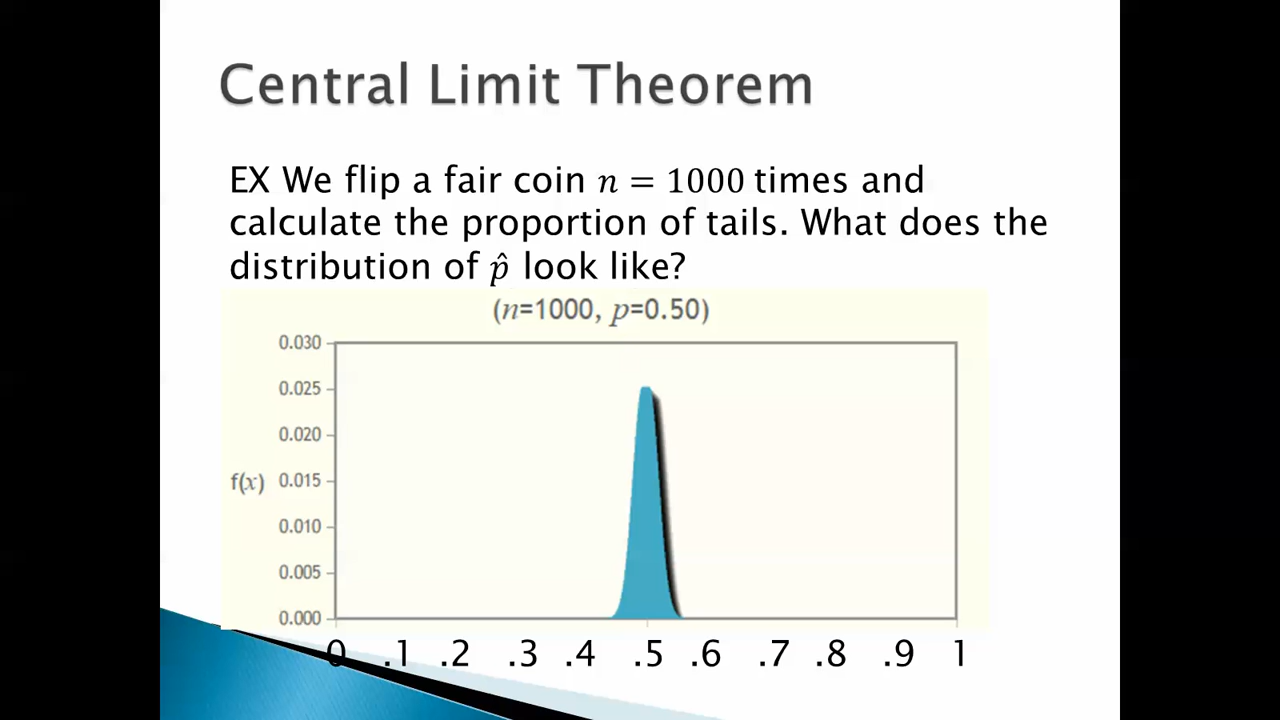 Central Limit Theorem
EX We flip a fair coin n = 1000 times and
calculate the proportion of tails. What does the
distribution of p̂ look like?
(n=1000, p=0.50)
0.030
0.025
0.020
f(x) 0.015
0.010
0.005
0.000
0 .1 .2 .3 .4 .5 .6 .7 .8 .9 1